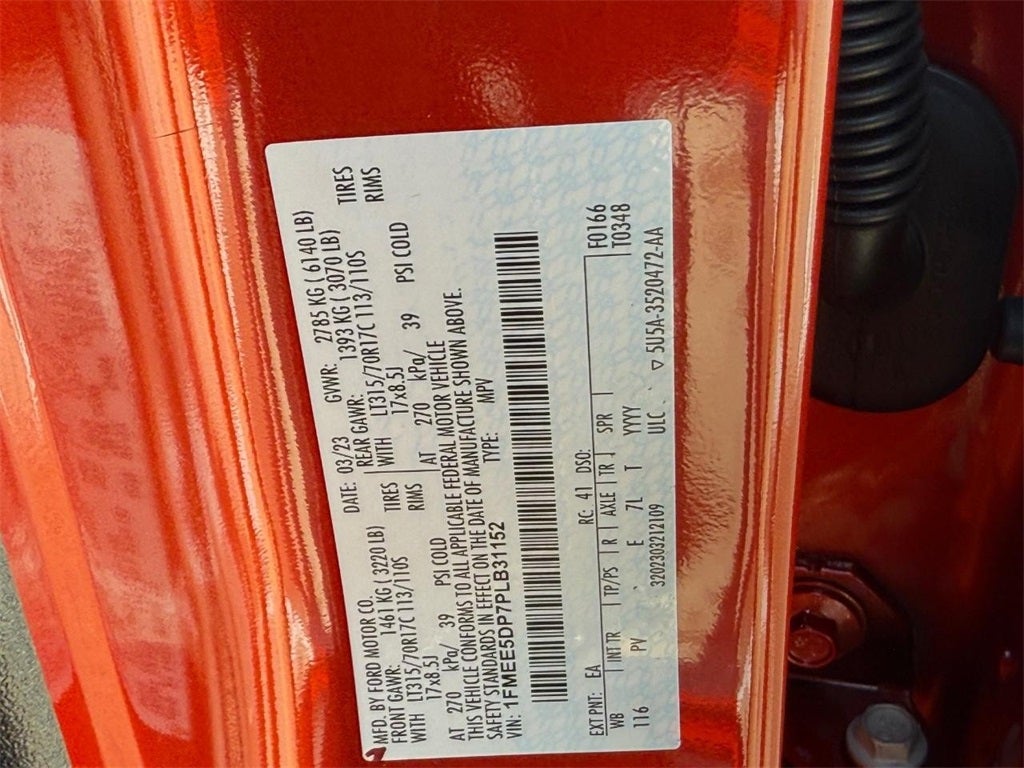 MFD. BY FORD MOTOR CO. DATE: 03/23 GVWR: 2785 KG ( 6140 LB)
FRONT GAWR: 1461 KG ( 3220 LB) REAR GAWR: 1393 KG ( 3070 LB)
WITH LT315/70R17C 113/110S TIRES WITH LT315/70R17C 113/110S TIRES
17x8.5J RIMS 17x8.5J RIMS
AT 270 kPa/ 39 PSI COLD AT 270 kPa/ 39 PSI COLD
THIS VEHICLE CONFORMS TO ALL APPLICABLE FEDERAL MOTOR VEHICLE
SAFETY STANDARDS IN EFFECT ON THE DATE OF MANUFACTURE SHOWN ABOVE.
VIN: 1FMEE5DP7PLB31152 TYPE: MPV
EXT PNT: EA RC: 41 DSO: F0166
WB INT TR TP/PS R AXLE TR SPR T0348
116 PV . E 7L T YYYY
ULC
320230321210​9 ▽ 5U5A-3520472-AA